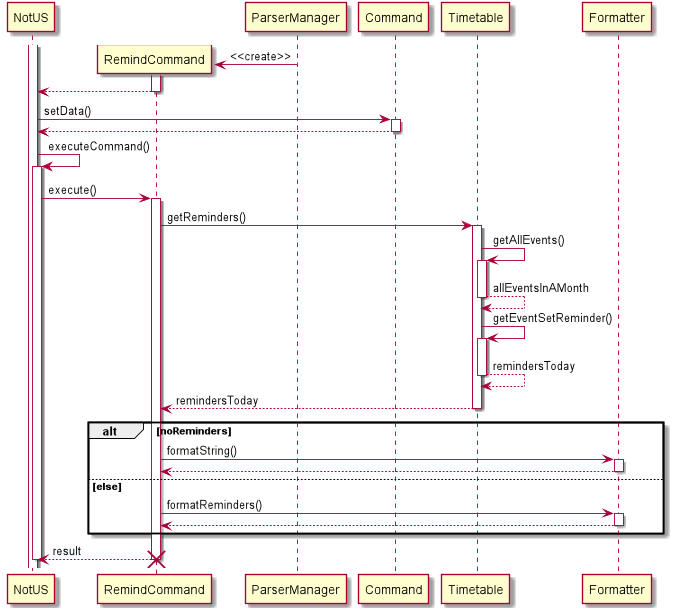 NotUS
ParserManager
Command
Timetable
Formatter
RemindCommand
<<create>>
setData()
executeCommand()
execute()
getReminders()
getAllEvents()
allEventsInAMonth
getEventSetReminder()
remindersToday
remindersToday
alt
[noReminders]
formatString()
[else]
formatReminders()
result
NotUS
RemindCommand
ParserManager
Command
Timetable
Formatter